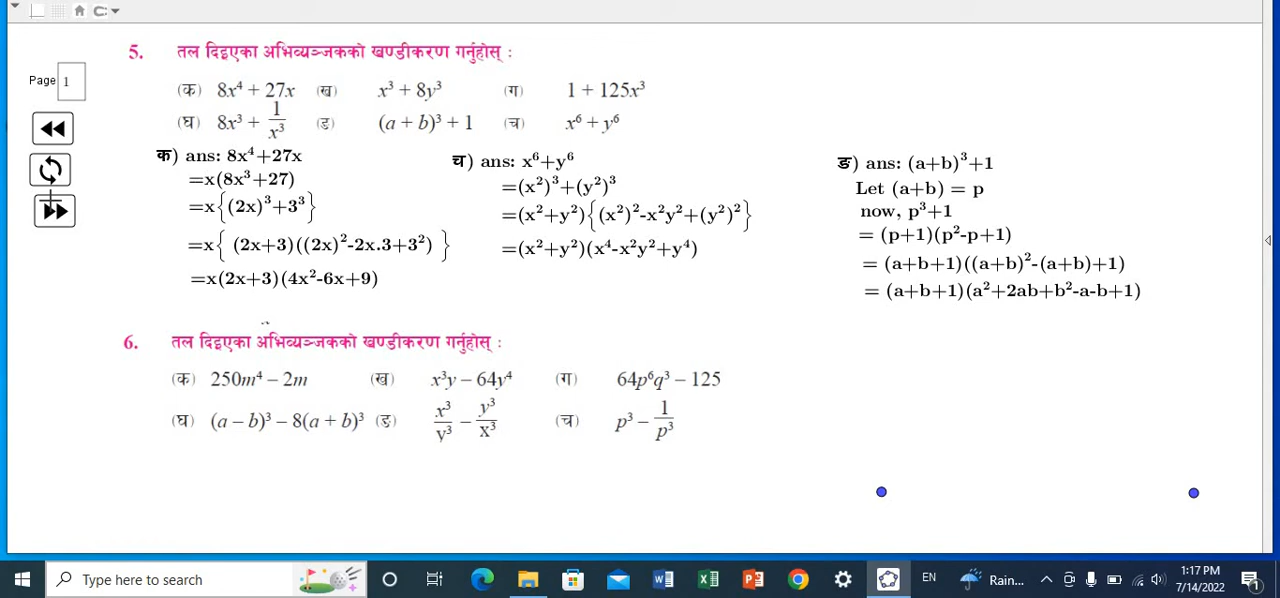 Page 1
5. तल दिइएका अभिव्यञ्जकको खण्डीकरण गर्नुहोस् :
(क) 8x⁴ + 27x (ख) x³ + 8y³ (ग) 1 + 125x³
(घ) 8x³ + 1/x³ (ङ) (a + b)³ + 1 (च) x⁶ + y⁶
क) ans: 8x⁴+27x
=x(8x³+27)
=x{(2x)³+3³}
=x{ (2x+3)((2x)²-2x.3+3²) }
=x(2x+3)(4x²-6x+9)
च) ans: x⁶+y⁶
=(x²)³+(y²)³
=(x²+y²){(x²)²-x²y²+(y²)²}
=(x²+y²)(x⁴-x²y²+y⁴)
ङ) ans: (a+b)³+1
Let (a+b) = p
now, p³+1
= (p+1)(p²-p+1)
= (a+b+1)((a+b)²-(a+b)+1)
= (a+b+1)(a²+2ab+b²-a-b+1)
6. तल दिइएका अभिव्यञ्जकको खण्डीकरण गर्नुहोस् :
(क) 250m⁴ – 2m (ख) x³y – 64y⁴ (ग) 64p⁶q³ – 125
(घ) (a – b)³ – 8(a + b)³ (ङ) x³/y³ – y³/x³ (च) p³ – 1/p³
Type here to search
EN
Rain...
1:17 PM
7/14/2022
1